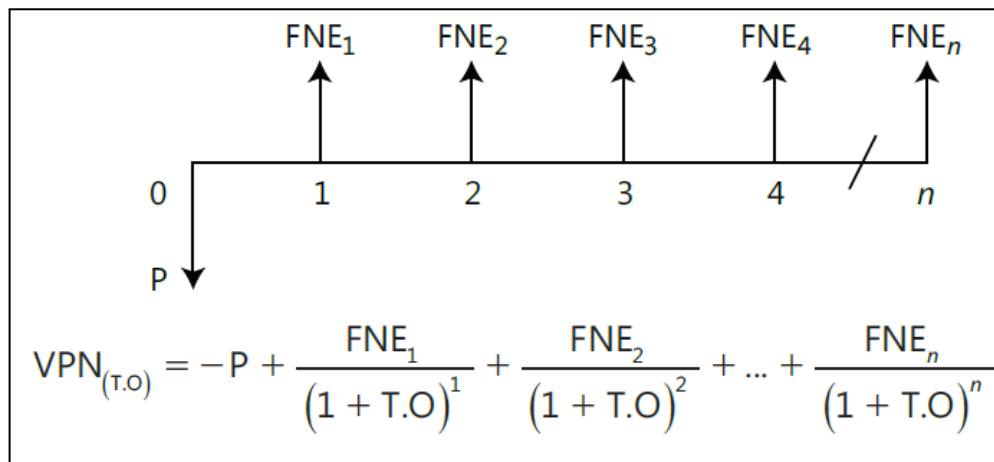 FNE₁ FNE₂ FNE₃ FNE₄ FNEₙ
0 1 2 3 4 n
P
VPN₍T.O₎ = −P + FNE₁/(1 + T.O)¹ + FNE₂/(1 + T.O)² + ... + FNEₙ/(1 + T.O)ⁿ